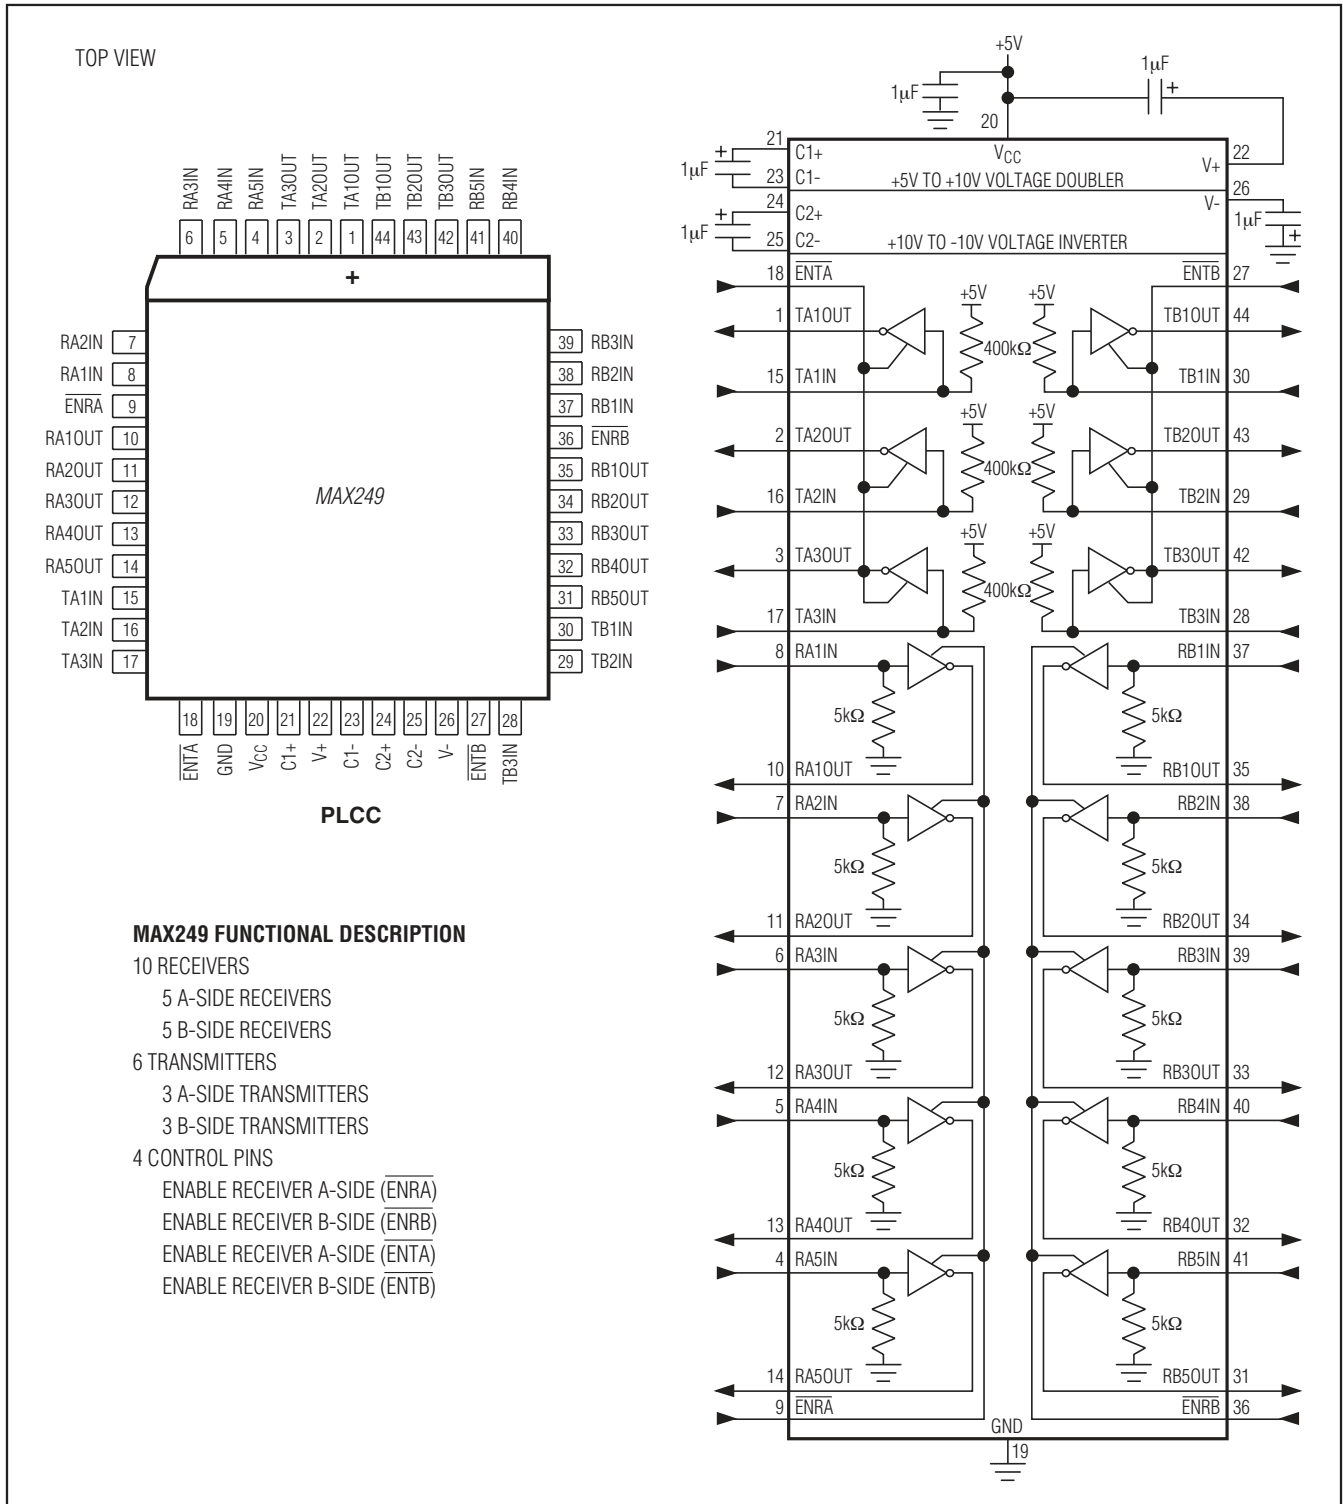 TOP VIEW
RA3IN
RA4IN
RA5IN
TA3OUT
TA2OUT
TA1OUT
TB1OUT
TB2OUT
TB3OUT
RB5IN
RB4IN
6 5 4 3 2 1 44 43 42 41 40
+
RA2IN 7
RA1IN 8
ENRA 9
RA1OUT 10
RA2OUT 11
RA3OUT 12
RA4OUT 13
RA5OUT 14
TA1IN 15
TA2IN 16
TA3IN 17
MAX249
39 RB3IN
38 RB2IN
37 RB1IN
36 ENRB
35 RB1OUT
34 RB2OUT
33 RB3OUT
32 RB4OUT
31 RB5OUT
30 TB1IN
29 TB2IN
18 19 20 21 22 23 24 25 26 27 28
ENTA
GND
VCC
C1+
V+
C1-
C2+
C2-
V-
ENTB
TB3IN
PLCC
MAX249 FUNCTIONAL DESCRIPTION
10 RECEIVERS
5 A-SIDE RECEIVERS
5 B-SIDE RECEIVERS
6 TRANSMITTERS
3 A-SIDE TRANSMITTERS
3 B-SIDE TRANSMITTERS
4 CONTROL PINS
ENABLE RECEIVER A-SIDE (ENRA)
ENABLE RECEIVER B-SIDE (ENRB)
ENABLE RECEIVER A-SIDE (ENTA)
ENABLE RECEIVER B-SIDE (ENTB)
+5V
1µF
1µF +
20
21 C1+ VCC V+ 22
+ 1µF
23 C1- +5V TO +10V VOLTAGE DOUBLER
26 V-
24 C2+
+ 1µF
1µF +
25 C2- +10V TO -10V VOLTAGE INVERTER
18 ENTA ENTB 27
+5V +5V
1 TA1OUT TB1OUT 44
400kΩ
15 TA1IN TB1IN 30
+5V +5V
2 TA2OUT TB2OUT 43
400kΩ
16 TA2IN TB2IN 29
+5V +5V
3 TA3OUT TB3OUT 42
400kΩ
17 TA3IN TB3IN 28
8 RA1IN RB1IN 37
5kΩ 5kΩ
10 RA1OUT RB1OUT 35
7 RA2IN RB2IN 38
5kΩ 5kΩ
11 RA2OUT RB2OUT 34
6 RA3IN RB3IN 39
5kΩ 5kΩ
12 RA3OUT RB3OUT 33
5 RA4IN RB4IN 40
5kΩ 5kΩ
13 RA4OUT RB4OUT 32
4 RA5IN RB5IN 41
5kΩ 5kΩ
14 RA5OUT RB5OUT 31
9 ENRA ENRB 36
GND
19